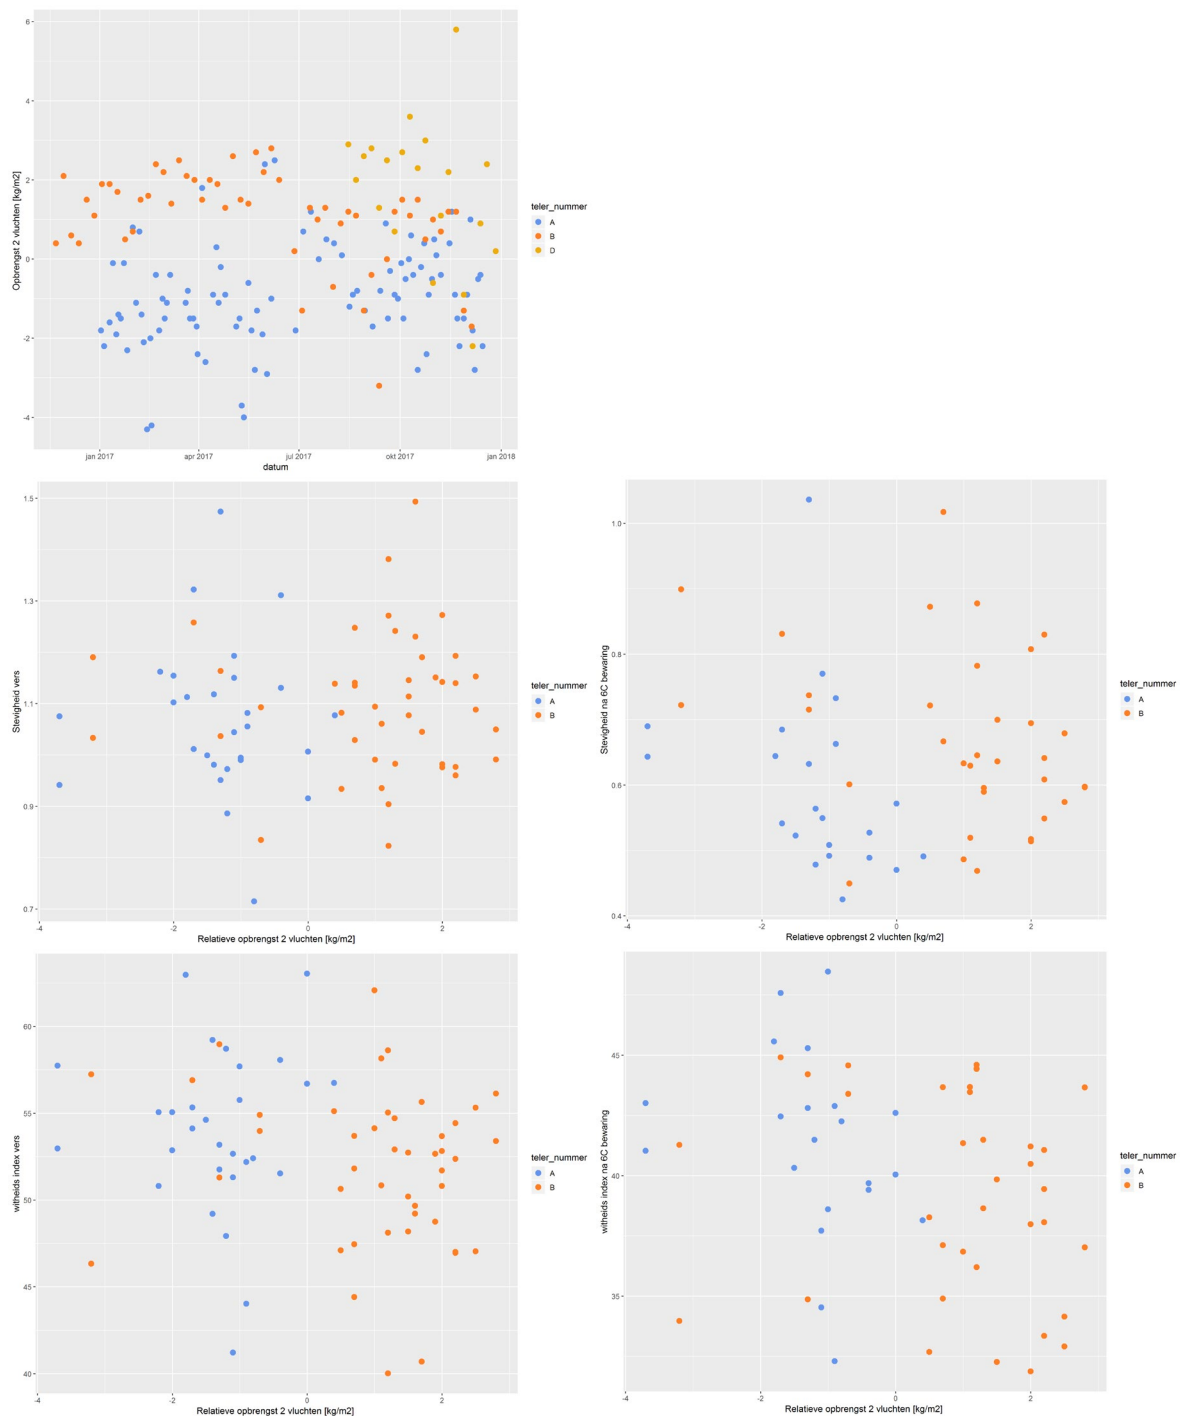 6
4
2
0
-2
-4
Opbrengst 2 vluchten [kg/m2]
jan 2017
apr 2017
jul 2017
okt 2017
jan 2018
datum
teler_nummer
A
B
D
1.5
1.3
1.1
0.9
0.7
Stevigheid vers
-4
-2
0
2
Relatieve opbrengst 2 vluchten [kg/m2]
teler_nummer
A
B
1.0
0.8
0.6
0.4
Stevigheid na 6C bewaring
-4
-2
0
2
Relatieve opbrengst 2 vluchten [kg/m2]
teler_nummer
A
B
60
55
50
45
40
witheids index vers
-4
-2
0
2
Relatieve opbrengst 2 vluchten [kg/m2]
teler_nummer
A
B
45
40
35
witheids index na 6C bewaring
-4
-2
0
2
Relatieve opbrengst 2 vluchten [kg/m2]
teler_nummer
A
B